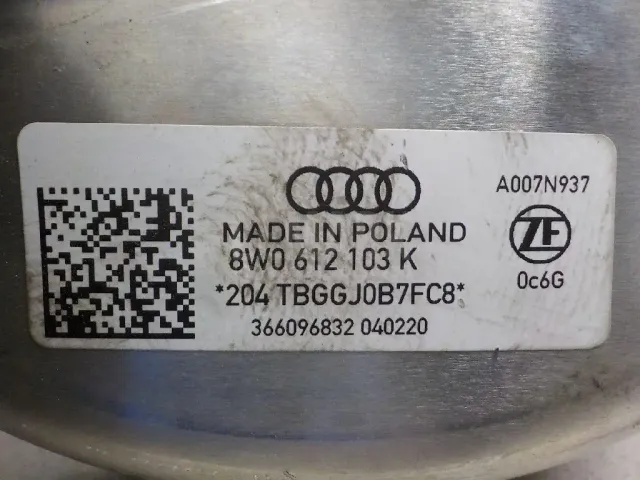 MADE IN POLAND
8W0 612 103 K
*204 TBGGJ0B7FC8*
366096832 040220
A007N937
ZF
0c6G